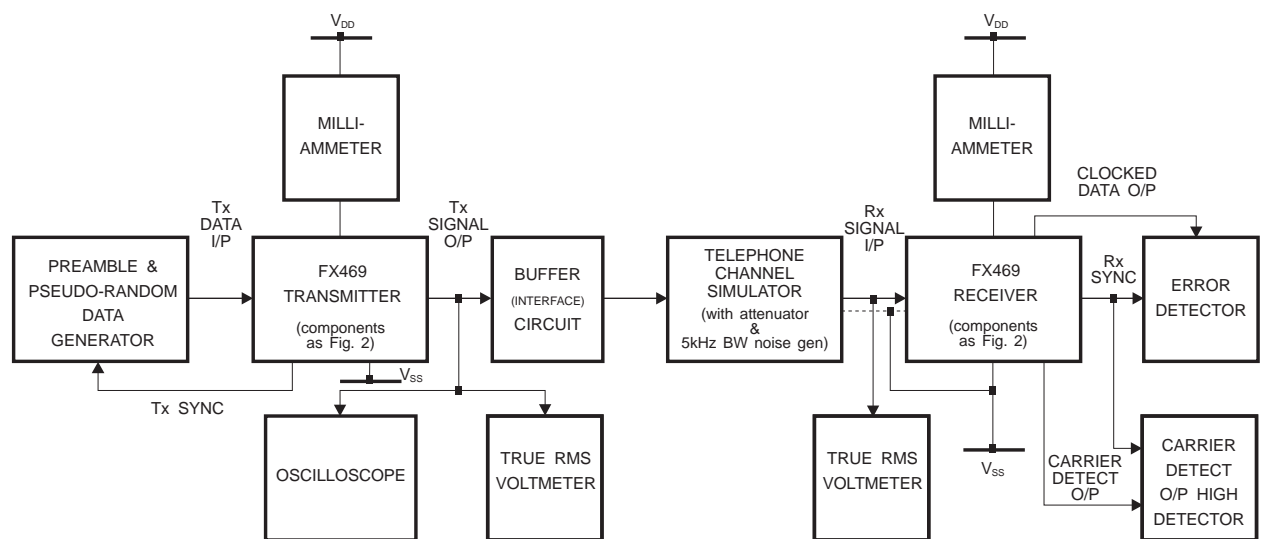 VDD
VDD
MILLI-
AMMETER
MILLI-
AMMETER
CLOCKED
DATA O/P
Tx
DATA
I/P
Tx
SIGNAL
O/P
Rx
SIGNAL
I/P
Rx
SYNC
PREAMBLE &
PSEUDO-RANDOM
DATA
GENERATOR
FX469
TRANSMITTER
(components
as Fig. 2)
BUFFER
(INTERFACE)
CIRCUIT
TELEPHONE
CHANNEL
SIMULATOR
(with attenuator
&
5kHz BW noise gen)
FX469
RECEIVER
(components
as Fig. 2)
ERROR
DETECTOR
VSS
Tx SYNC
OSCILLOSCOPE
TRUE RMS
VOLTMETER
TRUE RMS
VOLTMETER
VSS
CARRIER
DETECT
O/P
CARRIER
DETECT
O/P HIGH
DETECTOR